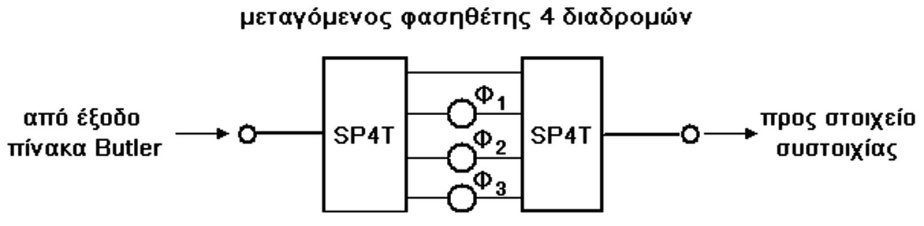 μεταγόμενος φασηθέτης 4 διαδρομών
από έξοδο
πίνακα Butler
SP4T
Φ1
Φ2
Φ3
SP4T
προς στοιχείο
συστοιχίας